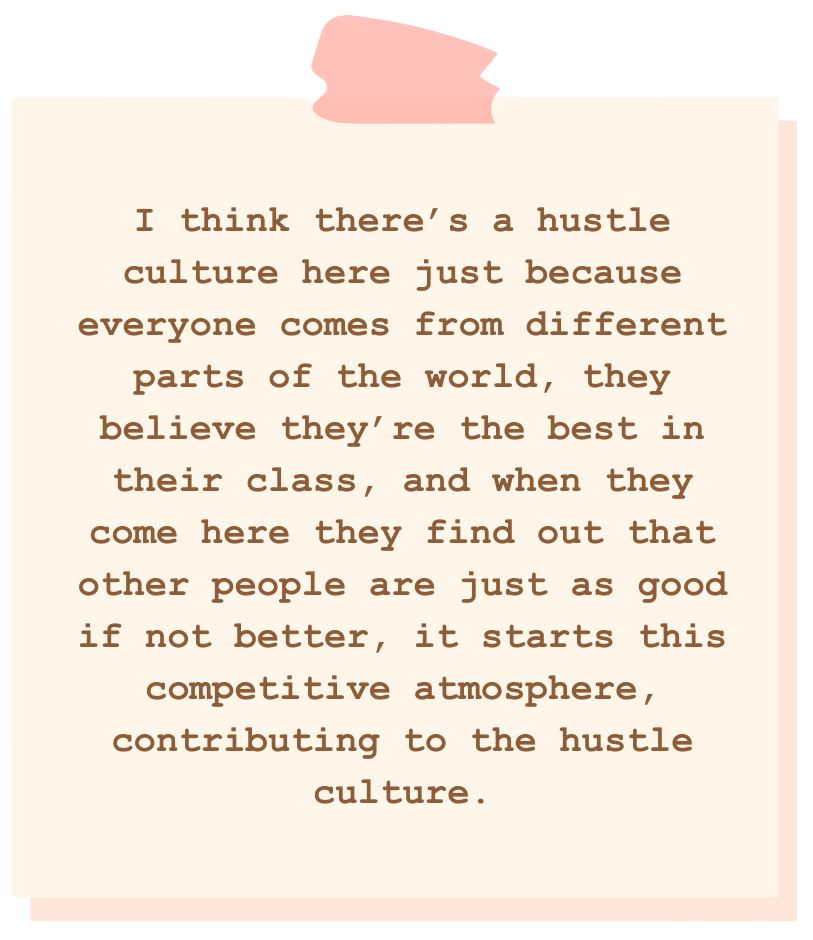 I think there’s a hustle
culture here just because
everyone comes from different
parts of the world, they
believe they’re the best in
their class, and when they
come here they find out that
other people are just as good
if not better, it starts this
competitive atmosphere,
contributing to the hustle
culture.